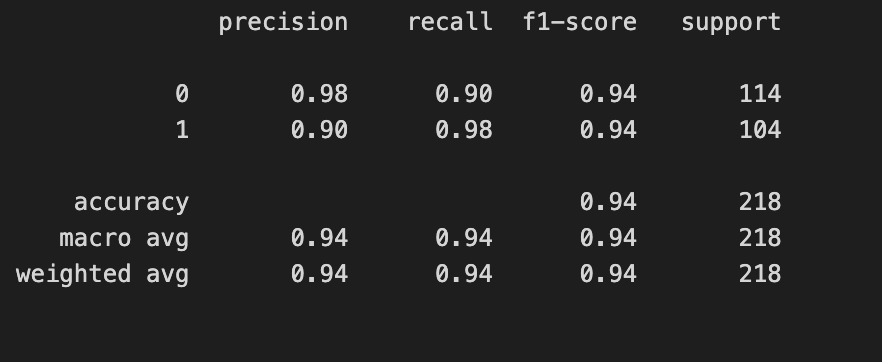 precision recall f1-score support
0 0.98 0.90 0.94 114
1 0.90 0.98 0.94 104
accuracy 0.94 218
macro avg 0.94 0.94 0.94 218
weighted avg 0.94 0.94 0.94 218